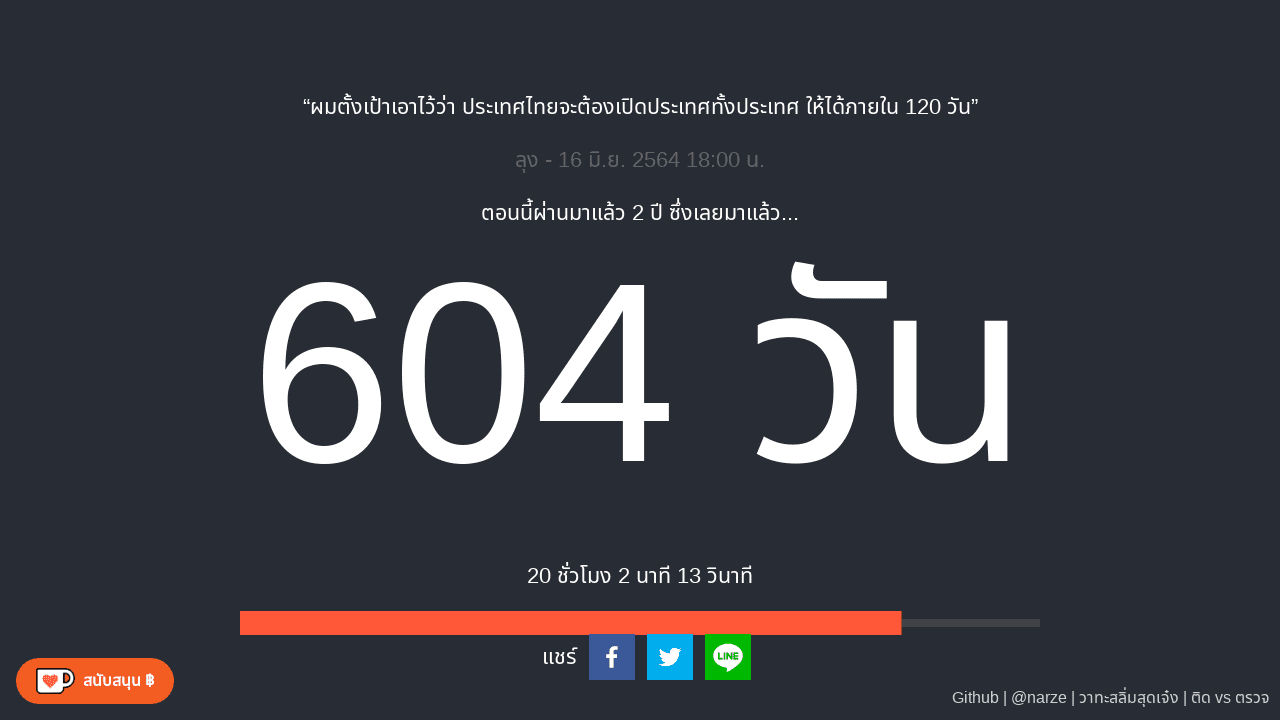 “ผมตั้งเป้าเอาไว้ว่า ประเทศไทยจะต้องเปิดประเทศทั้งประเทศ ให้ได้ภายใน 120 วัน”
ลุง - 16 มิ.ย. 2564 18:00 น.
ตอนนี้ผ่านมาแล้ว 2 ปี ซึ่งเลยมาแล้ว...
604 วัน
20 ชั่วโมง 2 นาที 13 วินาที
แชร์ LINE
สนับสนุน ฿
Github | @narze | วาทะสลิ่มสุดเจ๋ง | ติด vs ตรวจ